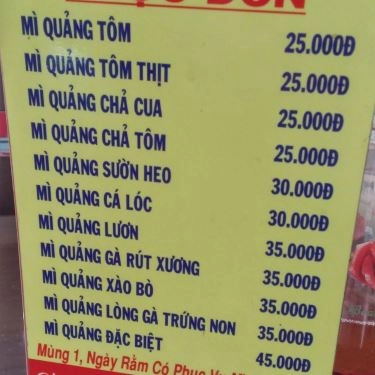 MÌ QUẢNG TÔM 25.000Đ
MÌ QUẢNG TÔM THỊT 25.000Đ
MÌ QUẢNG CHẢ CUA 25.000Đ
MÌ QUẢNG CHẢ TÔM 25.000Đ
MÌ QUẢNG SƯỜN HEO 30.000Đ
MÌ QUẢNG CÁ LÓC 30.000Đ
MÌ QUẢNG LƯƠN 35.000Đ
MÌ QUẢNG GÀ RÚT XƯƠNG 35.000Đ
MÌ QUẢNG XÀO BÒ 35.000Đ
MÌ QUẢNG LÒNG GÀ TRỨNG NON 35.000Đ
MÌ QUẢNG ĐẶC BIỆT 45.000Đ
Mùng 1, Ngày Rằm Có Phục Vụ